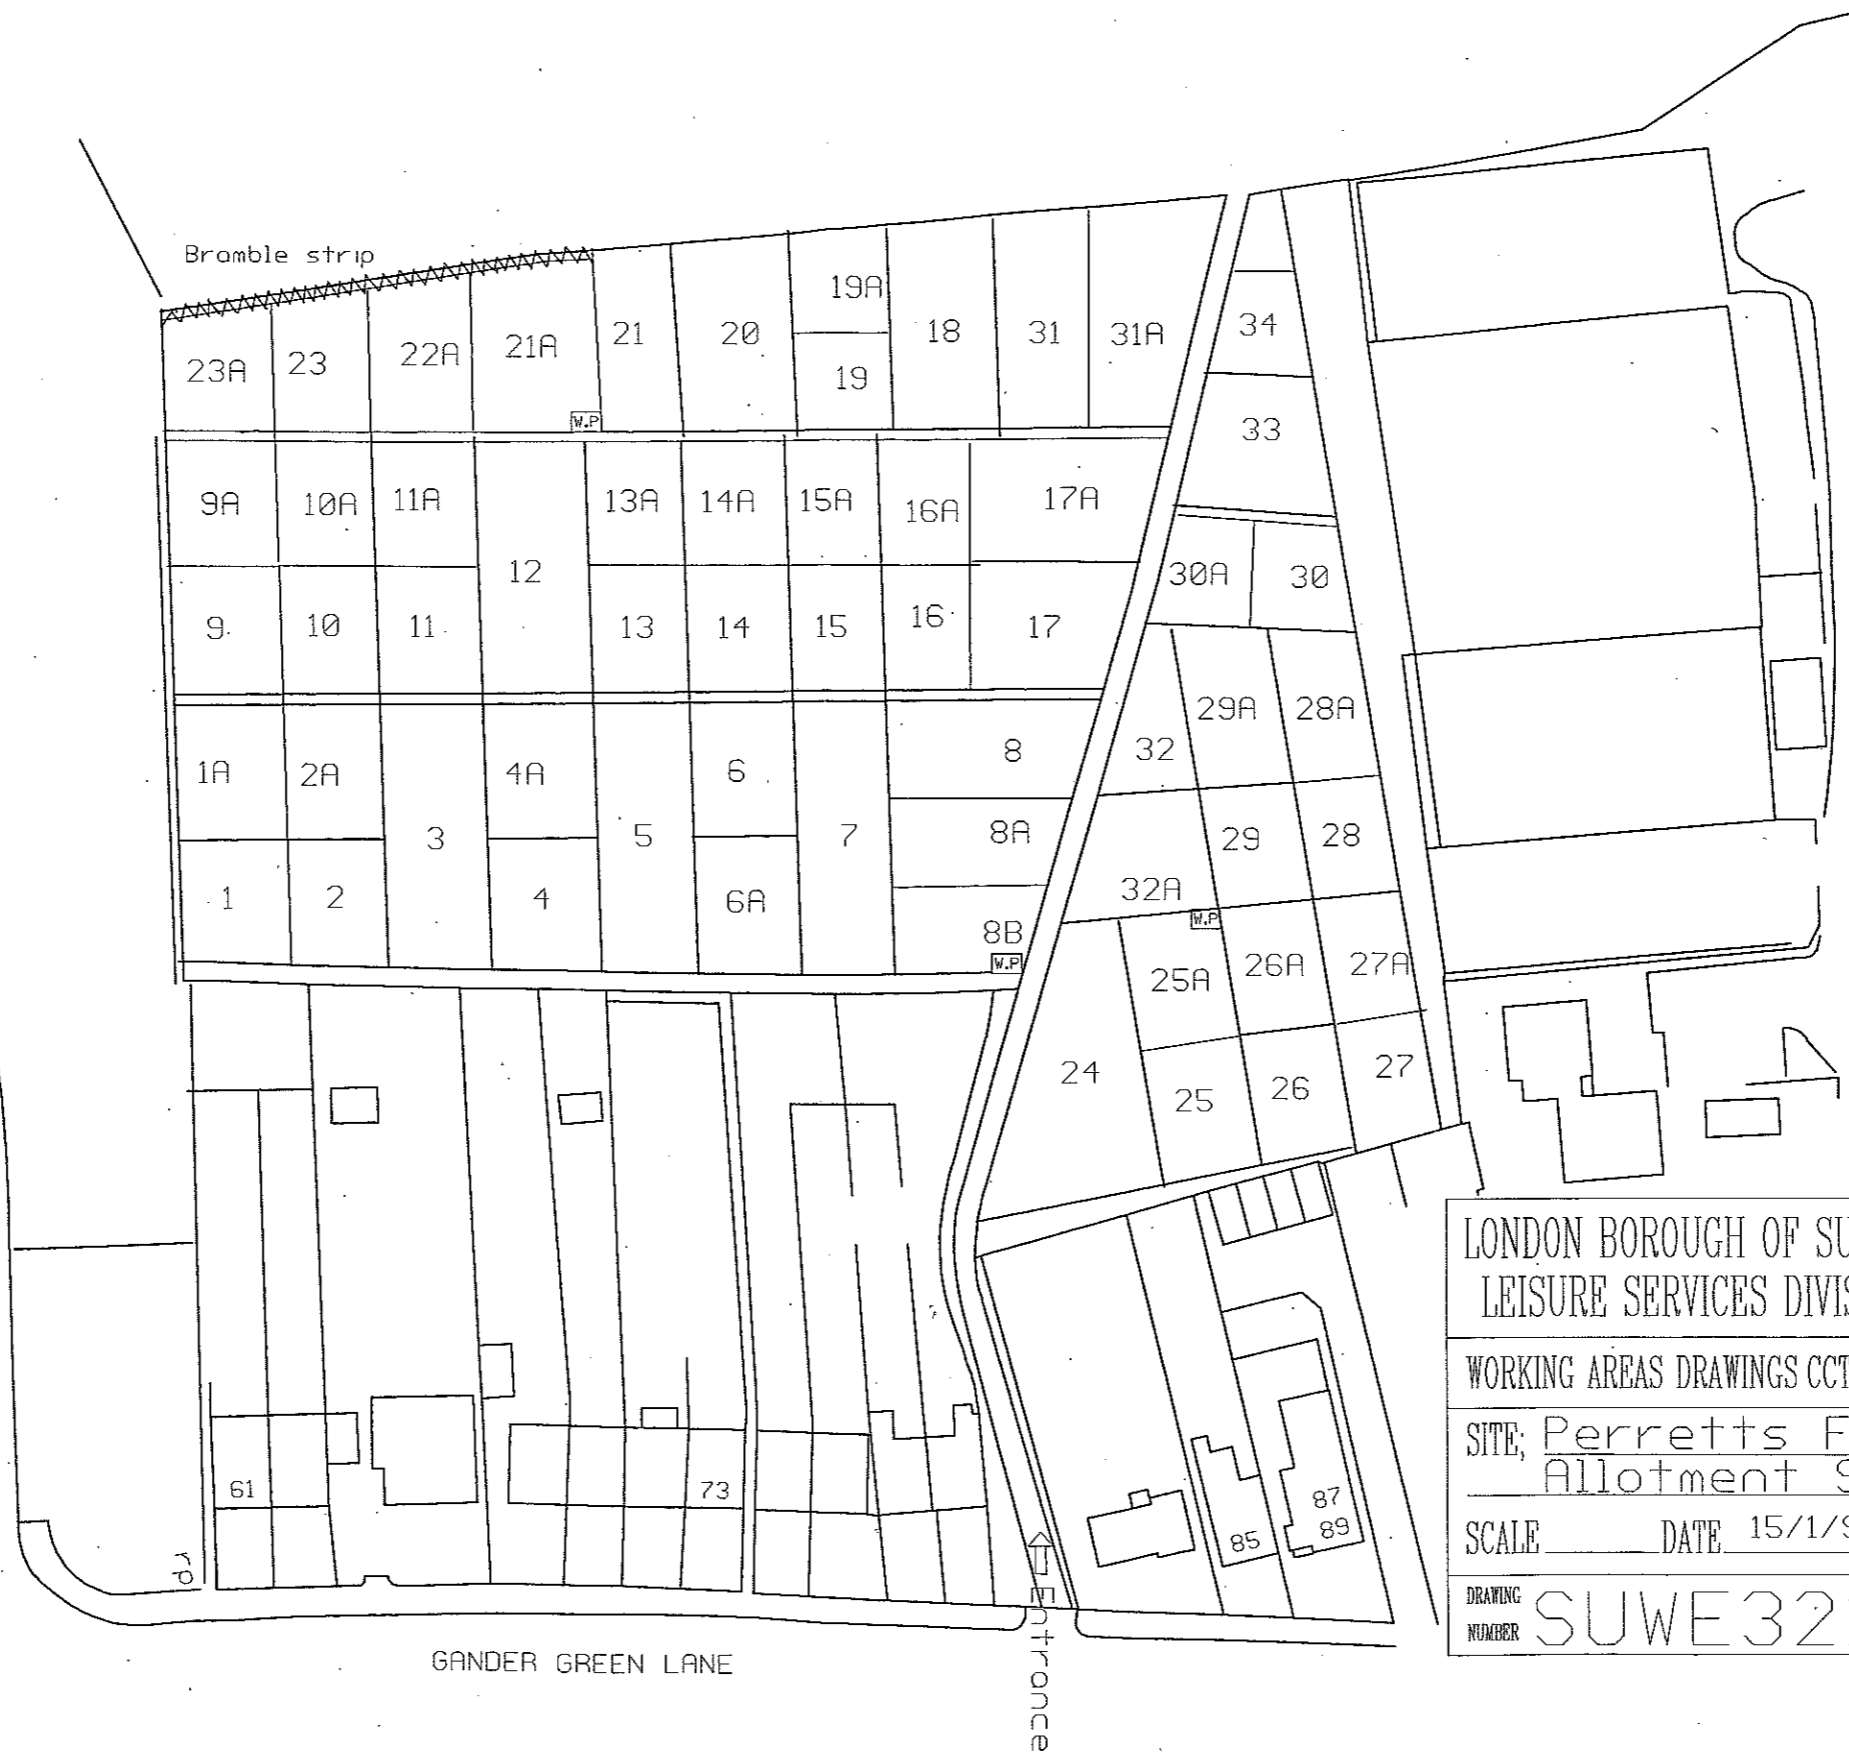 Bramble strip
23A 23 22A 21A 21 20 19A 18 31 31A 34
19
W.P
33
9A 10A 11A 12 13A 14A 15A 16A 17A
30A 30
9 10 11 13 14 15 16 17
1A 2A 3 4A 5 6 7 8 32 29A 28A
8A 29 28
1 2 4 6A 8B 32A
W.P
W.P
25A 26A 27A
24 25 26 27
61 73 85 87
89
rp
Entrance
GANDER GREEN LANE
LONDON BOROUGH OF SU
LEISURE SERVICES DIVIS
WORKING AREAS DRAWINGS CCT
SITE; Perretts F
Allotment S
SCALE DATE 15/1/9
DRAWING
NUMBER SUWE32